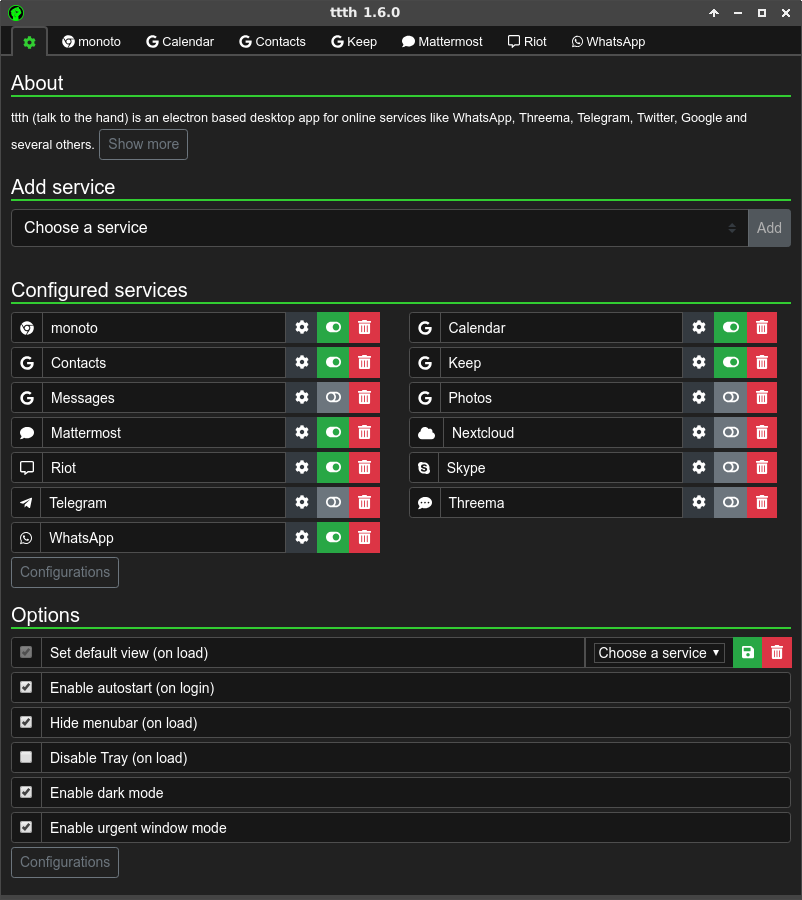 ttth 1.6.0
monoto Calendar Contacts Keep Mattermost Riot WhatsApp
About
ttth (talk to the hand) is an electron based desktop app for online services like WhatsApp, Threema, Telegram, Twitter, Google and
several others. Show more
Add service
Choose a service Add
Configured services
monoto Calendar
Contacts Keep
Messages Photos
Mattermost Nextcloud
Riot Skype
Telegram Threema
WhatsApp
Configurations
Options
Set default view (on load) Choose a service
Enable autostart (on login)
Hide menubar (on load)
Disable Tray (on load)
Enable dark mode
Enable urgent window mode
Configurations